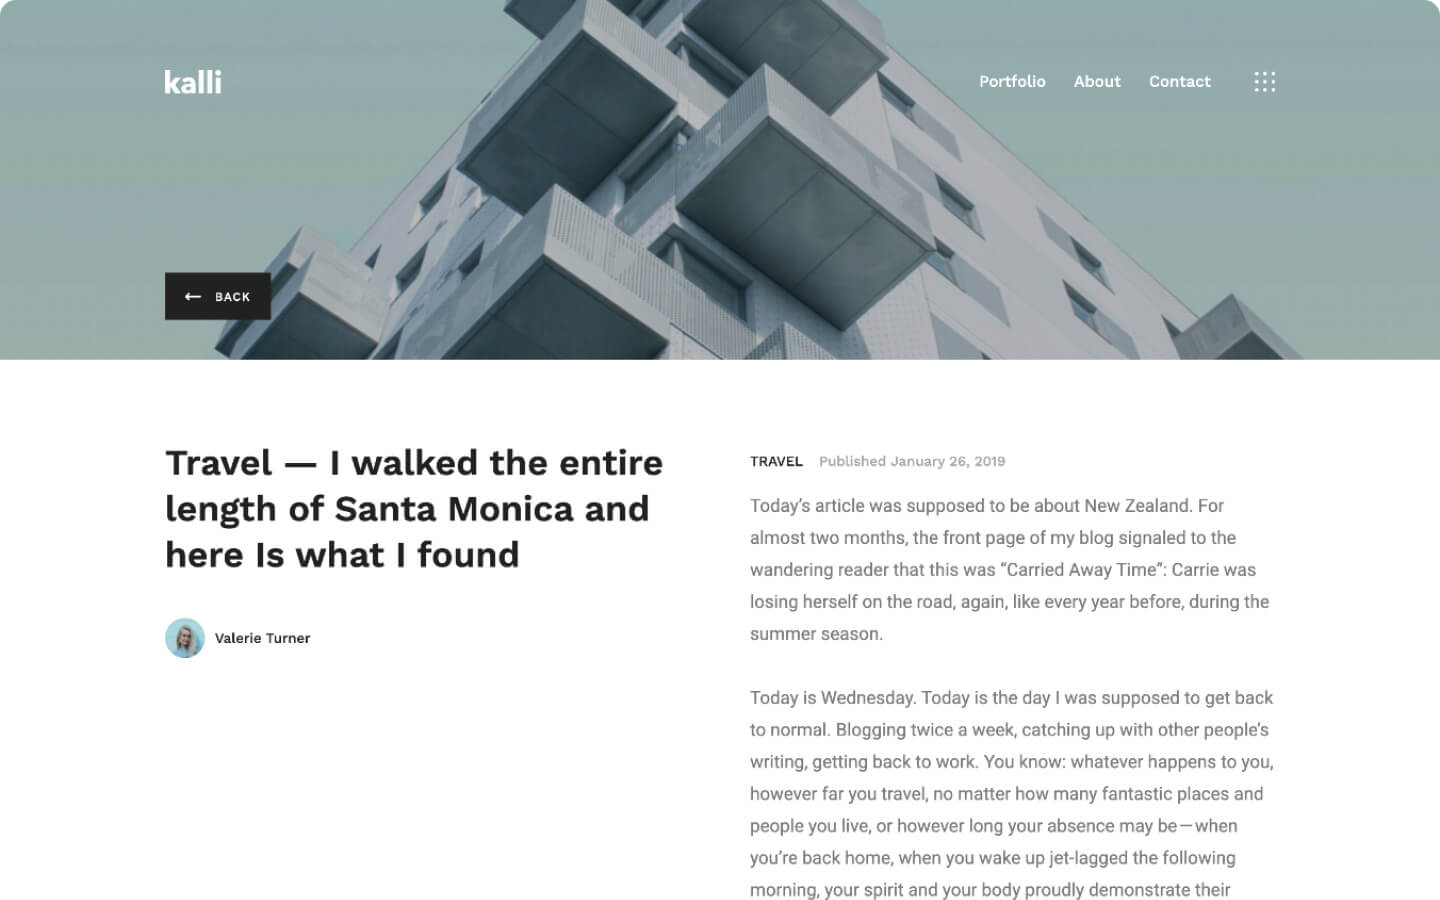 kalli
Portfolio About Contact
BACK
Travel — I walked the entire
length of Santa Monica and
here Is what I found
Valerie Turner
TRAVEL Published January 26, 2019
Today’s article was supposed to be about New Zealand. For
almost two months, the front page of my blog signaled to the
wandering reader that this was “Carried Away Time”: Carrie was
losing herself on the road, again, like every year before, during the
summer season.
Today is Wednesday. Today is the day I was supposed to get back
to normal. Blogging twice a week, catching up with other people’s
writing, getting back to work. You know: whatever happens to you,
however far you travel, no matter how many fantastic places and
people you live, or however long your absence may be — when
you’re back home, when you wake up jet-lagged the following
morning, your spirit and your body proudly demonstrate their